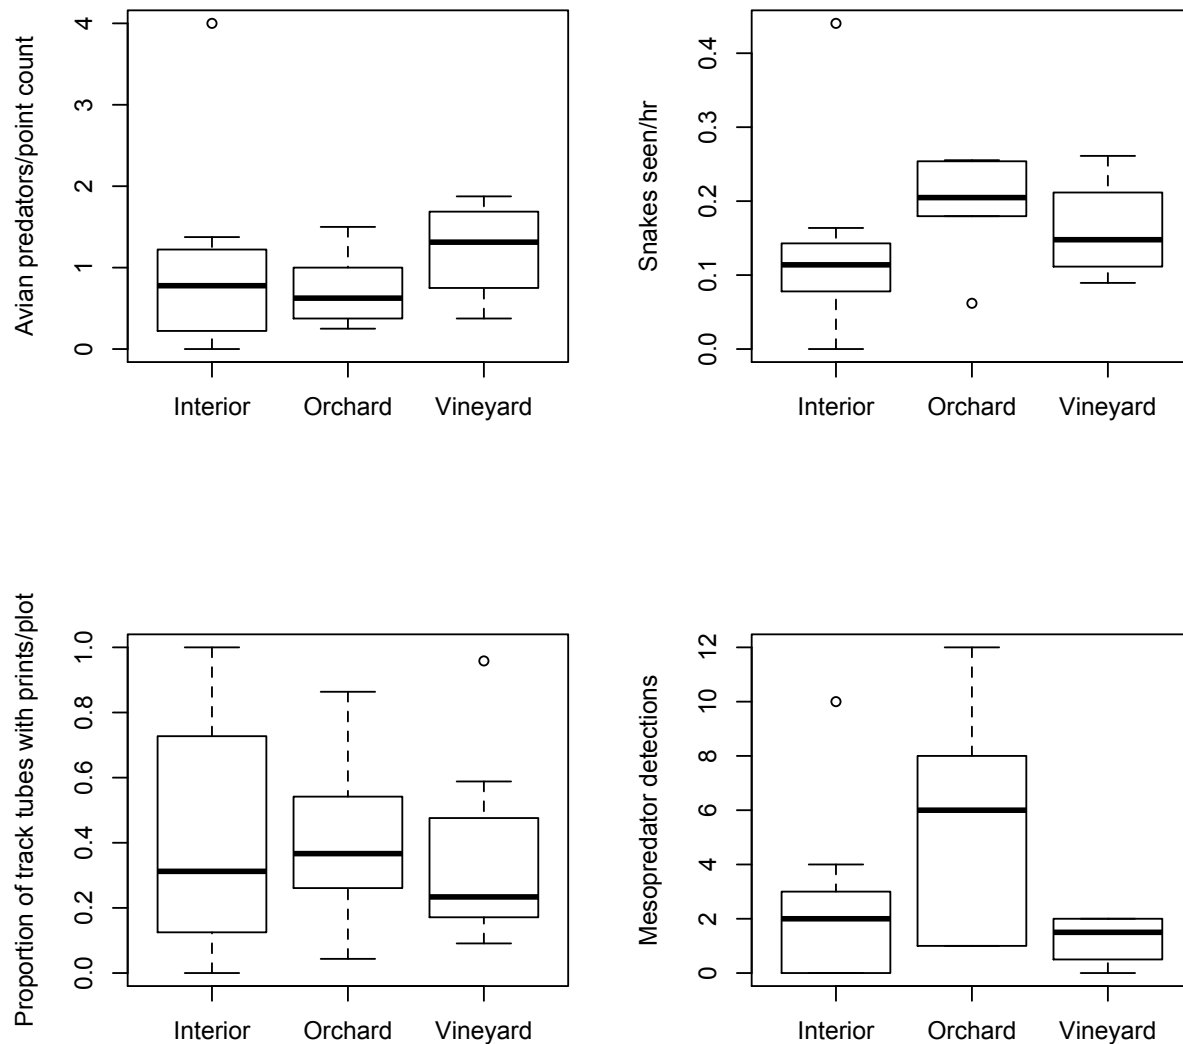 Avian predators/point count
4
3
2
1
0
Interior Orchard Vineyard
Snakes seen/hr
0.4
0.3
0.2
0.1
0.0
Interior Orchard Vineyard
Proportion of track tubes with prints/plot
1.0
0.8
0.6
0.4
0.2
0.0
Interior Orchard Vineyard
Mesopredator detections
12
10
8
6
4
2
0
Interior Orchard Vineyard